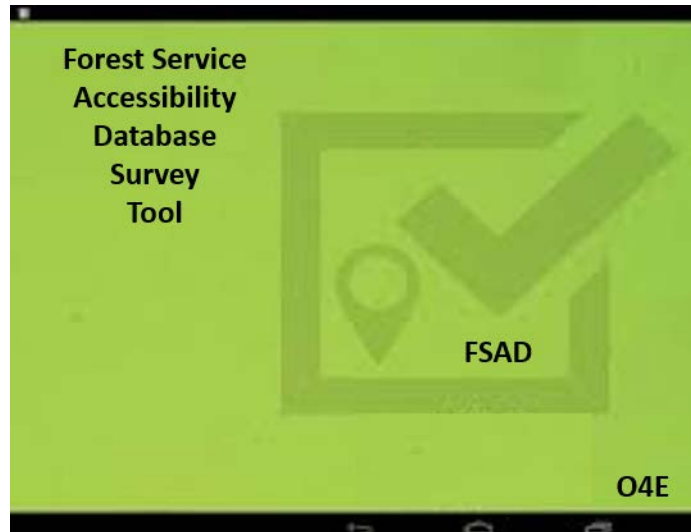 Forest Service
Accessibility
Database
Survey
Tool
FSAD
O4E